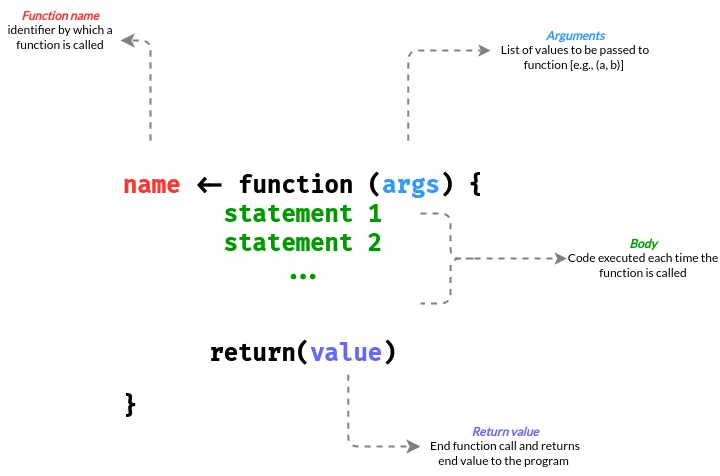 Function name
identifier by which a
function is called
Arguments
List of values to be passed to
function [e.g., (a, b)]
name ← function (args) {
statement 1
statement 2
...
Body
Code executed each time the
function is called
return(value)
}
Return value
End function call and returns
end value to the program